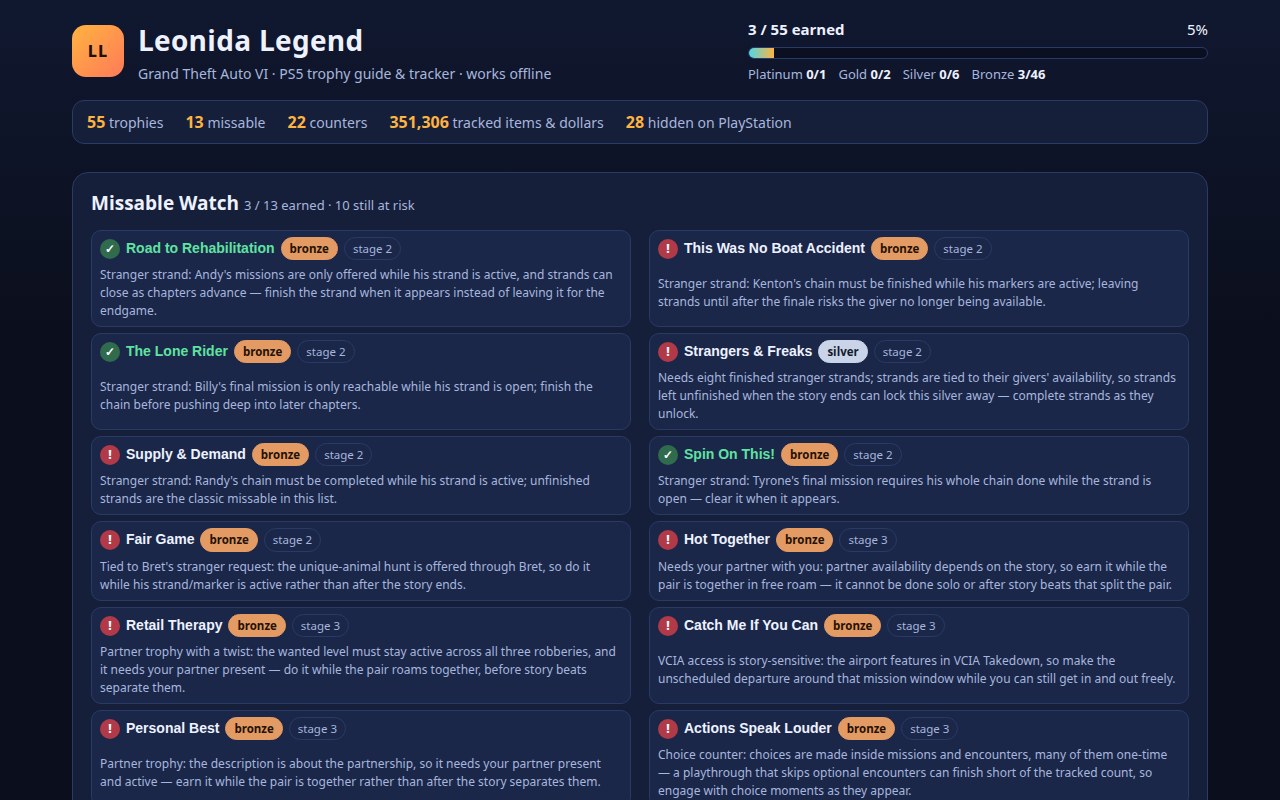 LL
Leonida Legend
Grand Theft Auto VI · PS5 trophy guide & tracker · works offline
3 / 55 earned 5%
Platinum 0/1 Gold 0/2 Silver 0/6 Bronze 3/46
55 trophies 13 missable 22 counters 351,306 tracked items & dollars 28 hidden on PlayStation
Missable Watch 3 / 13 earned · 10 still at risk
✓ Road to Rehabilitation bronze stage 2
Stranger strand: Andy's missions are only offered while his strand is active, and strands can
close as chapters advance — finish the strand when it appears instead of leaving it for the
endgame.
! This Was No Boat Accident bronze stage 2
Stranger strand: Kenton's chain must be finished while his markers are active; leaving
strands until after the finale risks the giver no longer being available.
✓ The Lone Rider bronze stage 2
Stranger strand: Billy's final mission is only reachable while his strand is open; finish the
chain before pushing deep into later chapters.
! Strangers & Freaks silver stage 2
Needs eight finished stranger strands; strands are tied to their givers' availability, so strands
left unfinished when the story ends can lock this silver away — complete strands as they
unlock.
! Supply & Demand bronze stage 2
Stranger strand: Randy's chain must be completed while his strand is active; unfinished
strands are the classic missable in this list.
✓ Spin On This! bronze stage 2
Stranger strand: Tyrone's final mission requires his whole chain done while the strand is
open — clear it when it appears.
! Fair Game bronze stage 2
Tied to Bret's stranger request: the unique-animal hunt is offered through Bret, so do it
while his strand/marker is active rather than after the story ends.
! Hot Together bronze stage 3
Needs your partner with you: partner availability depends on the story, so earn it while the
pair is together in free roam — it cannot be done solo or after story beats that split the pair.
! Retail Therapy bronze stage 3
Partner trophy with a twist: the wanted level must stay active across all three robberies, and
it needs your partner present — do it while the pair roams together, before story beats
separate them.
! Catch Me If You Can bronze stage 3
VCIA access is story-sensitive: the airport features in VCIA Takedown, so make the
unscheduled departure around that mission window while you can still get in and out freely.
! Personal Best bronze stage 3
Partner trophy: the description is about the partnership, so it needs your partner present
and active — earn it while the pair is together rather than after the story separates them.
! Actions Speak Louder bronze stage 3
Choice counter: choices are made inside missions and encounters, many of them one-time
— a playthrough that skips optional encounters can finish short of the tracked count, so
engage with choice moments as they appear.